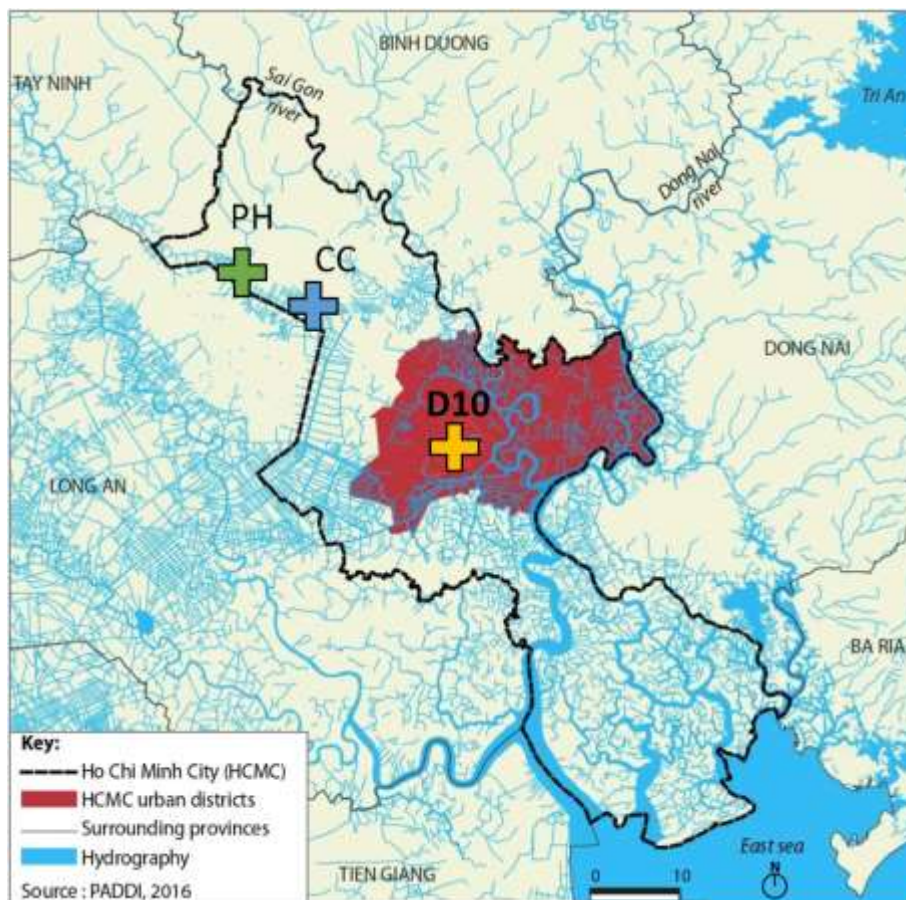 BINH DUONG
TAY NINH
Sai Gon
river
Tri An
Dong Nai
river
PH
CC
DONG NAI
D10
LONG AN
BA RIA
Key:
Ho Chi Minh City (HCMC)
HCMC urban districts
Surrounding provinces
Hydrography
Source : PADDI, 2016
TIEN GIANG
East sea
N
0 10